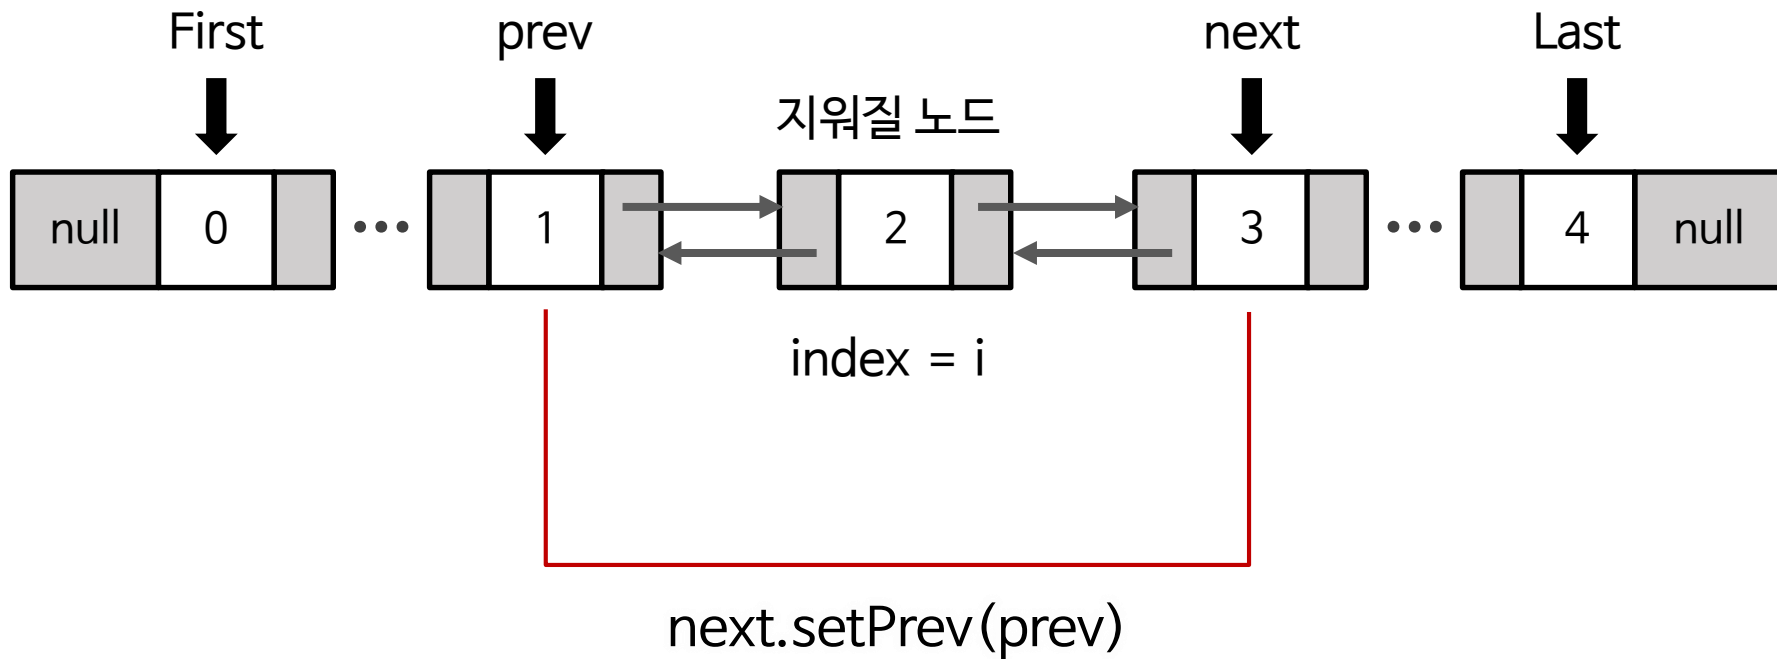 First prev next Last
지워질 노드
null 0 ••• 1 2 3 ••• 4 null
index = i
next.setPrev(prev)